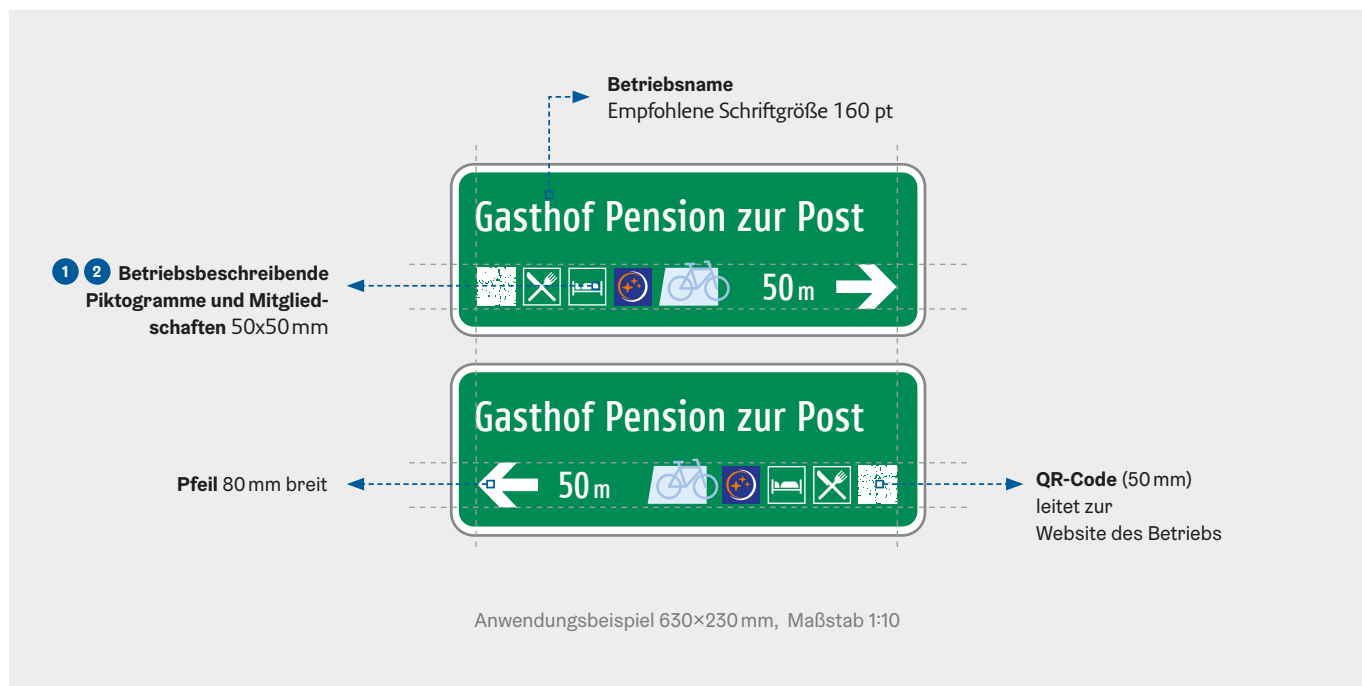 Betriebsname
Empfohlene Schriftgröße 160 pt
Gasthof Pension zur Post
50 m
1 2 Betriebsbeschreibende
Piktogramme und Mitglied-
schaften 50x50 mm
Gasthof Pension zur Post
50 m
Pfeil 80 mm breit
QR-Code (50 mm)
leitet zur
Website des Betriebs
Anwendungsbeispiel 630×230 mm, Maßstab 1:10